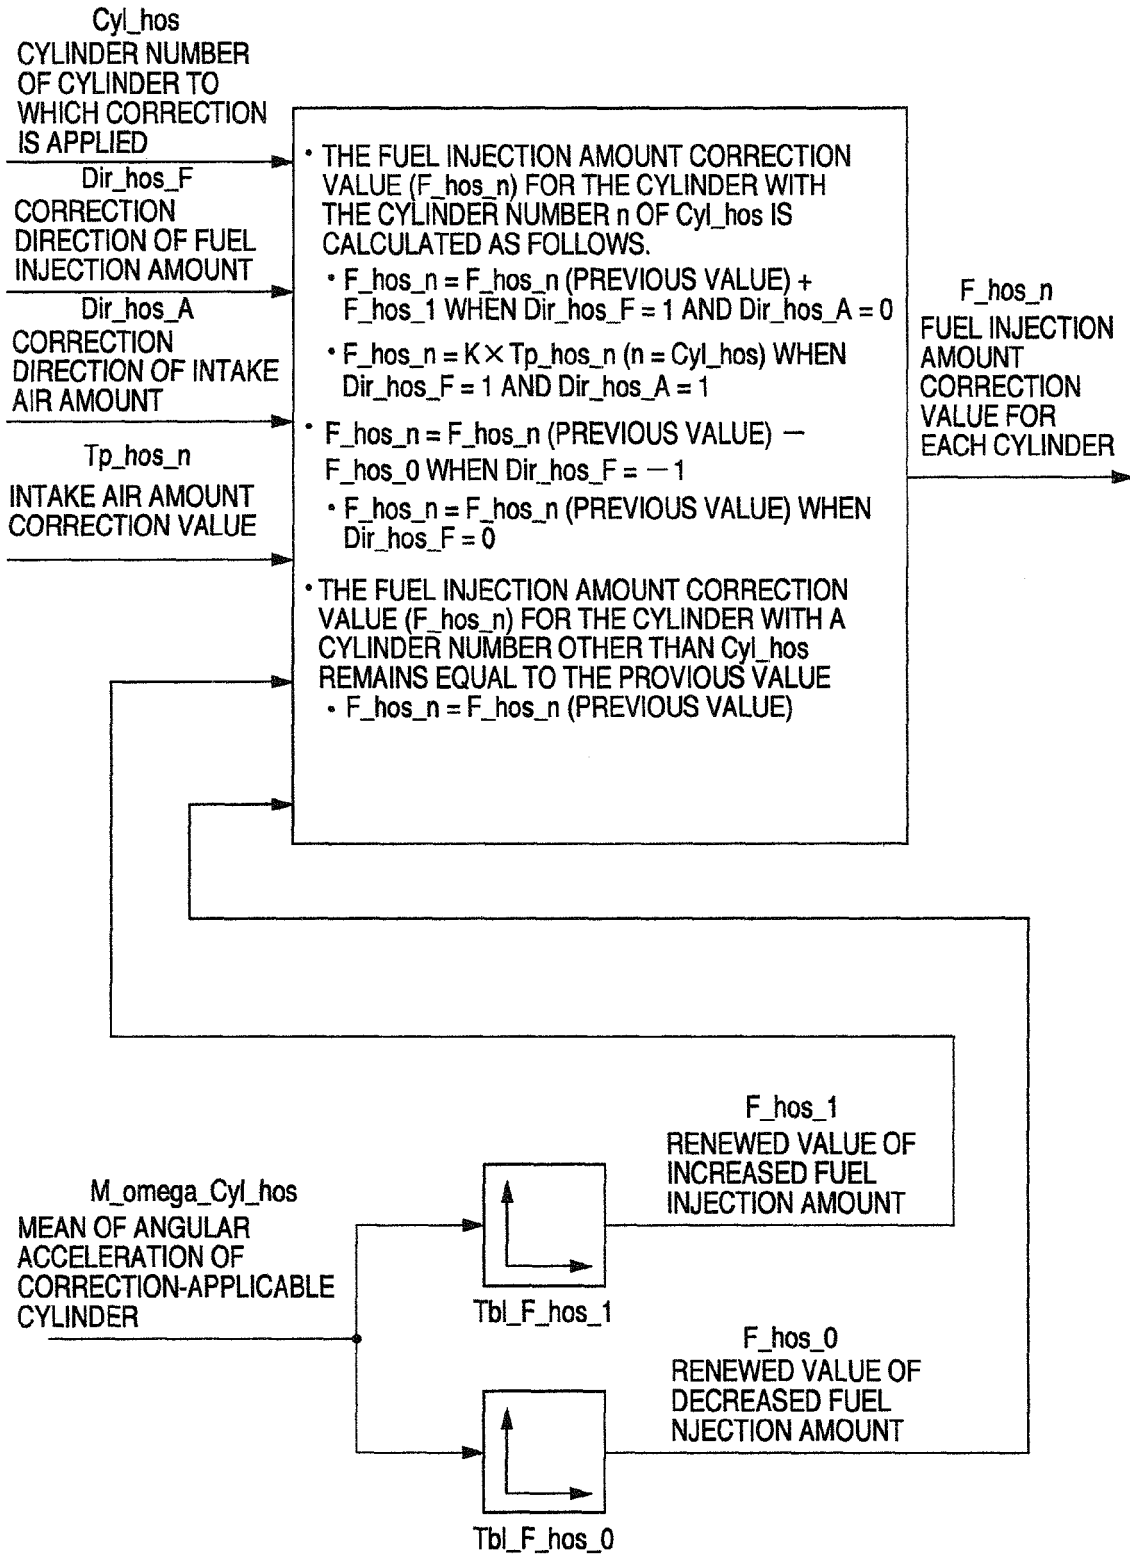 Cyl_hos
CYLINDER NUMBER
OF CYLINDER TO
WHICH CORRECTION
IS APPLIED
Dir_hos_F
CORRECTION
DIRECTION OF FUEL
INJECTION AMOUNT
Dir_hos_A
CORRECTION
DIRECTION OF INTAKE
AIR AMOUNT
Tp_hos_n
INTAKE AIR AMOUNT
CORRECTION VALUE
• THE FUEL INJECTION AMOUNT CORRECTION
VALUE (F_hos_n) FOR THE CYLINDER WITH
THE CYLINDER NUMBER n OF Cyl_hos IS
CALCULATED AS FOLLOWS.
• F_hos_n = F_hos_n (PREVIOUS VALUE) +
F_hos_1 WHEN Dir_hos_F = 1 AND Dir_hos_A = 0
• F_hos_n = K × Tp_hos_n (n = Cyl_hos) WHEN
Dir_hos_F = 1 AND Dir_hos_A = 1
• F_hos_n = F_hos_n (PREVIOUS VALUE) —
F_hos_0 WHEN Dir_hos_F = —1
• F_hos_n = F_hos_n (PREVIOUS VALUE) WHEN
Dir_hos_F = 0
• THE FUEL INJECTION AMOUNT CORRECTION
VALUE (F_hos_n) FOR THE CYLINDER WITH A
CYLINDER NUMBER OTHER THAN Cyl_hos
REMAINS EQUAL TO THE PROVIOUS VALUE
• F_hos_n = F_hos_n (PREVIOUS VALUE)
F_hos_n
FUEL INJECTION
AMOUNT
CORRECTION
VALUE FOR
EACH CYLINDER
M_omega_Cyl_hos
MEAN OF ANGULAR
ACCELERATION OF
CORRECTION-APPLICABLE
CYLINDER
Tbl_F_hos_1
F_hos_1
RENEWED VALUE OF
INCREASED FUEL
INJECTION AMOUNT
F_hos_0
RENEWED VALUE OF
DECREASED FUEL
NJECTION AMOUNT
Tbl_F_hos_0